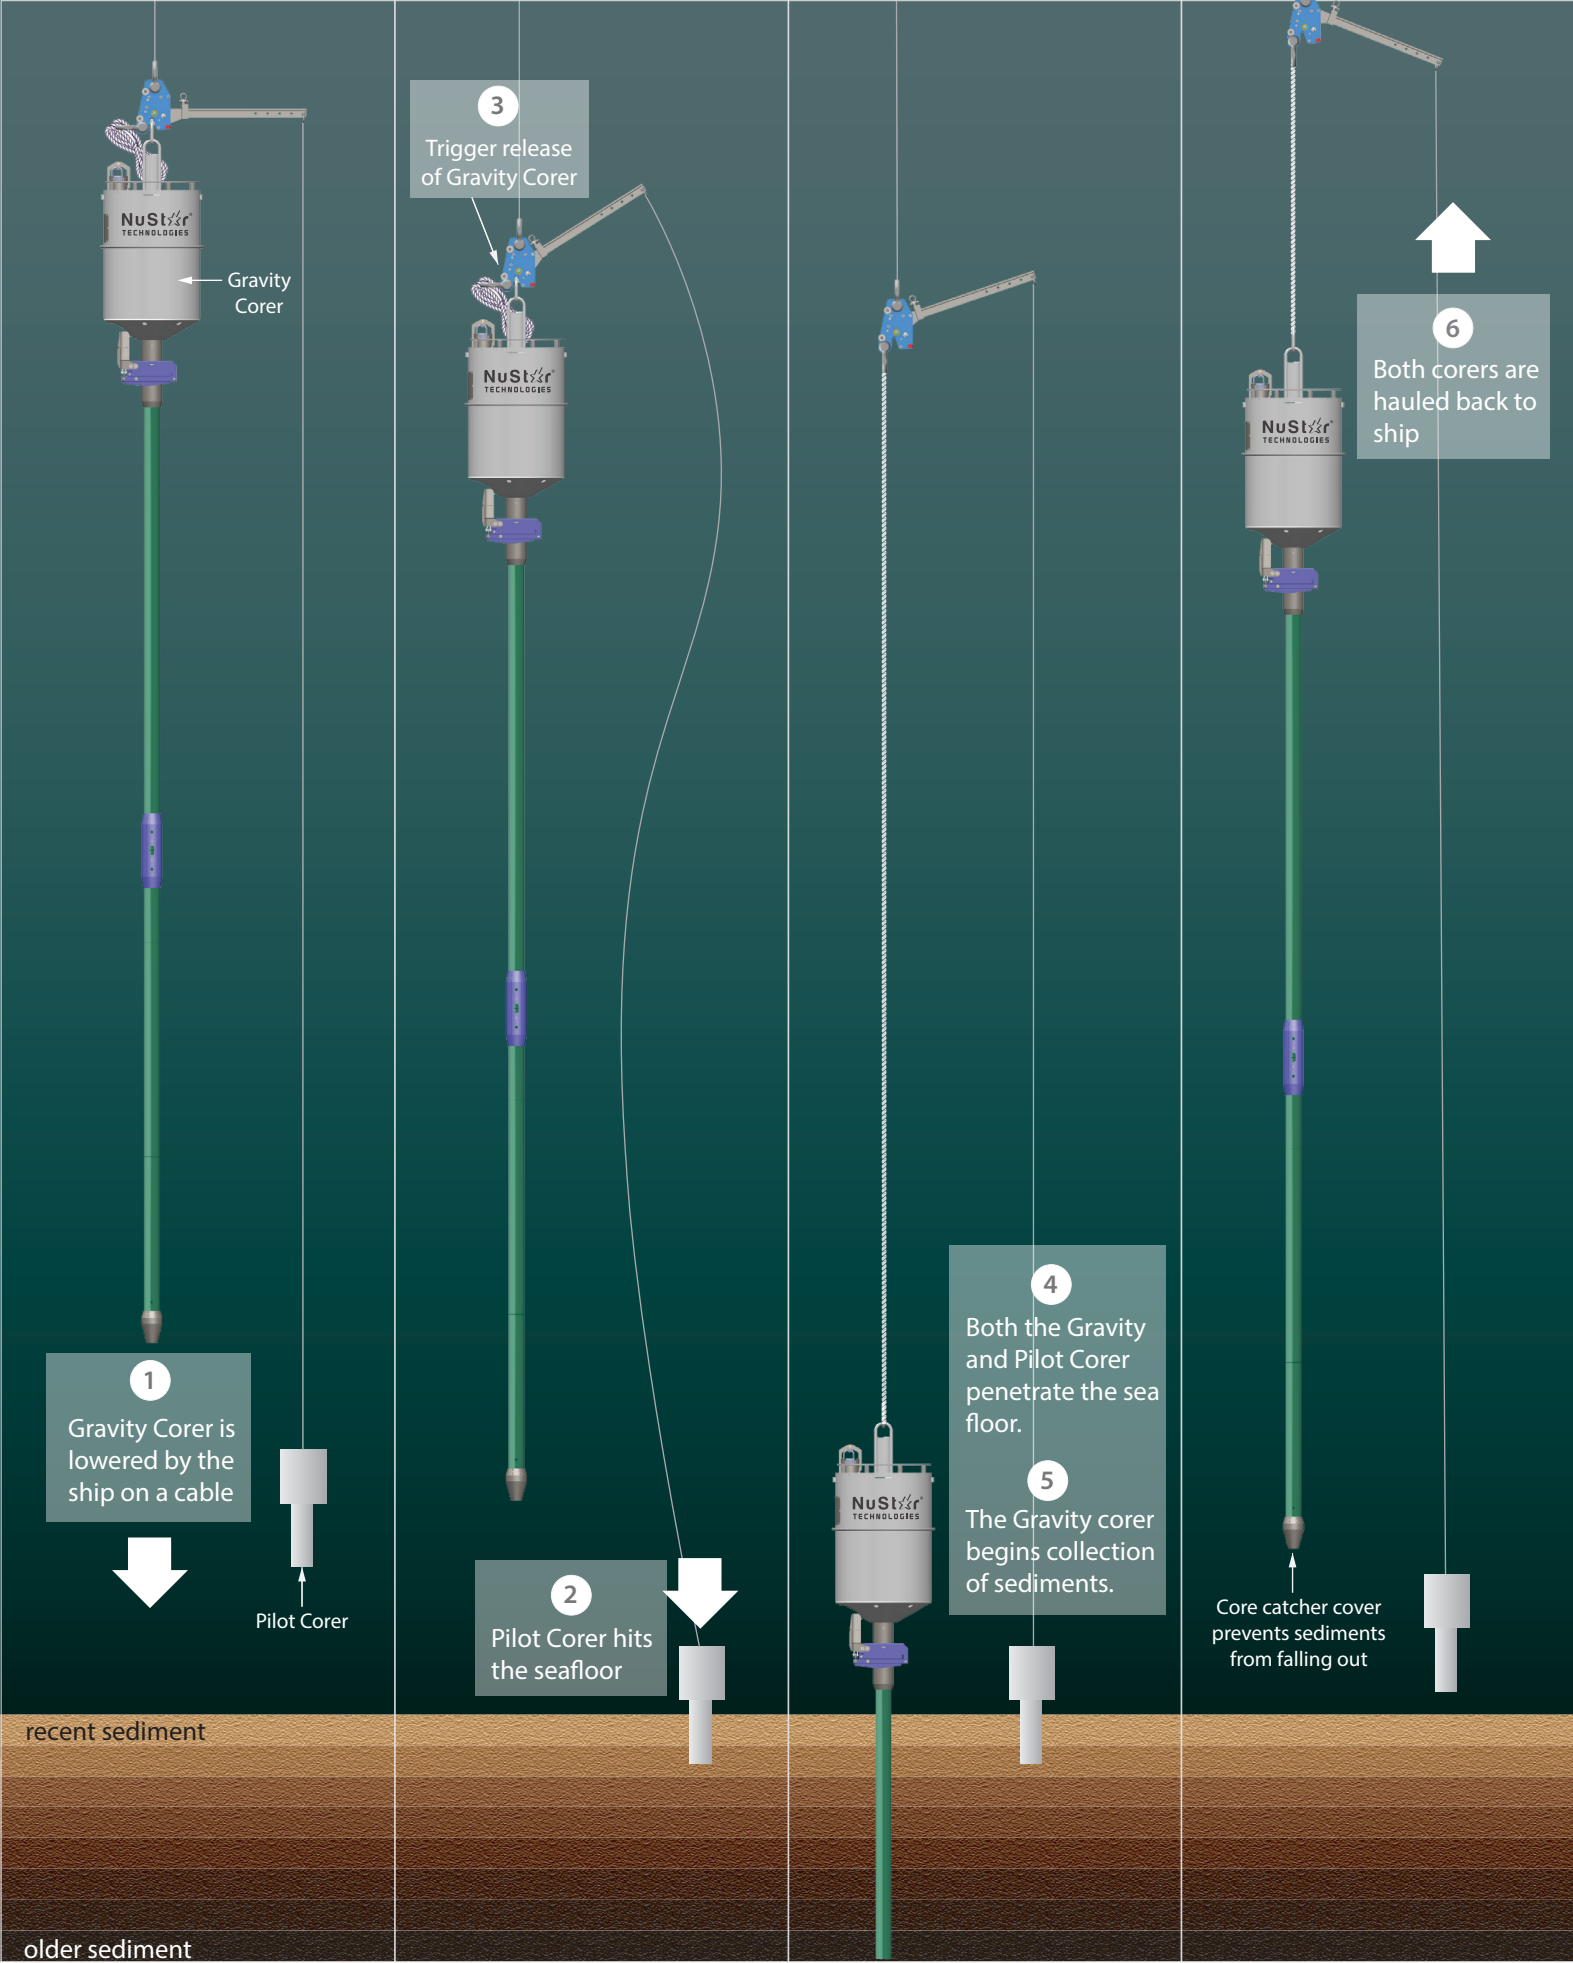 NuStar
TECHNOLOGIES
Gravity
Corer
1
Gravity Corer is
lowered by the
ship on a cable
Pilot Corer
recent sediment
older sediment
3
Trigger release
of Gravity Corer
NuStar
TECHNOLOGIES
2
Pilot Corer hits
the seafloor
4
Both the Gravity
and Pilot Corer
penetrate the sea
floor.
5
The Gravity corer
begins collection
of sediments.
NuStar
TECHNOLOGIES
6
Both corers are
hauled back to
ship
NuStar
TECHNOLOGIES
Core catcher cover
prevents sediments
from falling out